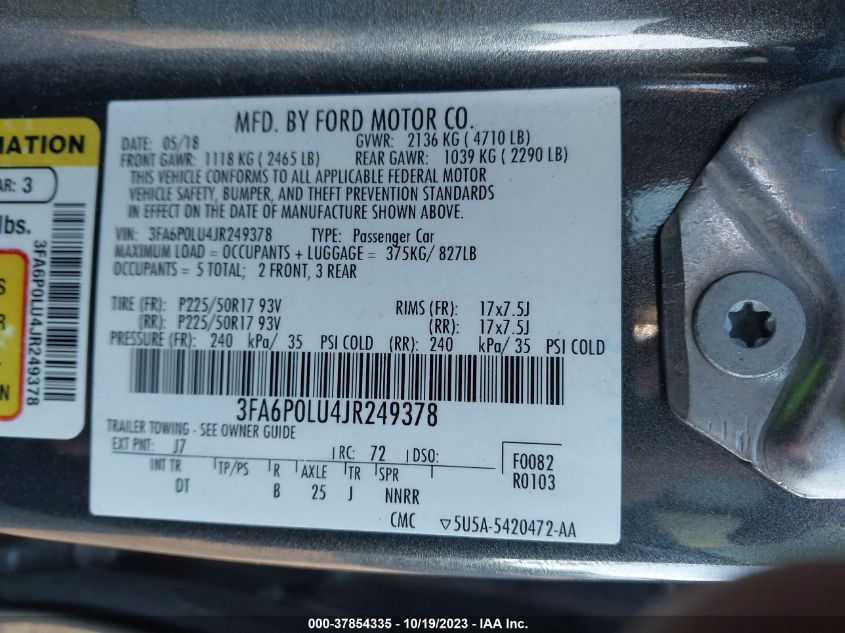 MFD. BY FORD MOTOR CO.
DATE: 05/18 GVWR: 2136 KG ( 4710 LB)
FRONT GAWR: 1118 KG ( 2465 LB) REAR GAWR: 1039 KG ( 2290 LB)
THIS VEHICLE CONFORMS TO ALL APPLICABLE FEDERAL MOTOR
VEHICLE SAFETY, BUMPER, AND THEFT PREVENTION STANDARDS
IN EFFECT ON THE DATE OF MANUFACTURE SHOWN ABOVE.
VIN: 3FA6P0LU4JR249378 TYPE: Passenger Car
MAXIMUM LOAD = OCCUPANTS + LUGGAGE = 375KG/ 827LB
OCCUPANTS = 5 TOTAL; 2 FRONT, 3 REAR
TIRE (FR): P225/50R17 93V RIMS (FR): 17x7.5J
(RR): P225/50R17 93V (RR): 17x7.5J
PRESSURE (FR): 240 kPa/ 35 PSI COLD (RR): 240 kPa/ 35 PSI COLD
3FA6P0LU4JR249378
TRAILER TOWING - SEE OWNER GUIDE
EXT PNT: J7 RC: 72 DSO: F0082
INT TR TP/PS R AXLE TR SPR R0103
DT B 25 J NNRR
CMC ▽5U5A-5420472-AA
MATION
AR: 3
lbs.
3FA6P0LU4JR249378
S
R
ON
000-37854335 - 10/19/2023 - IAA Inc.